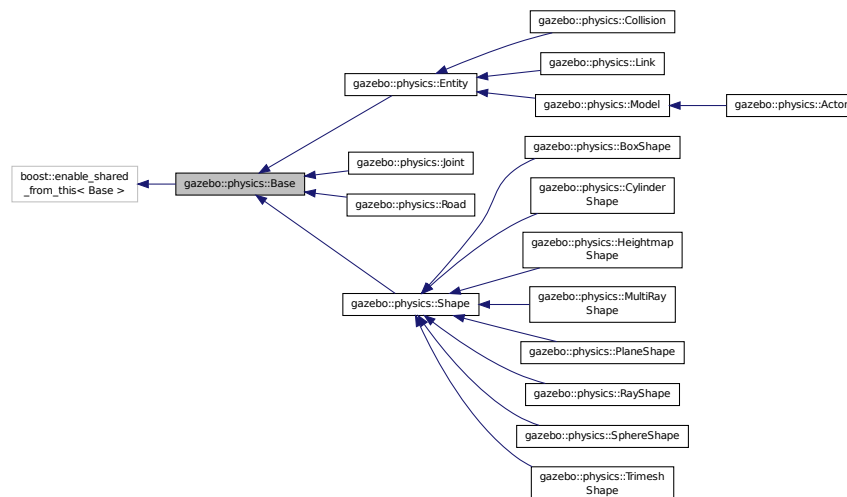 gazebo::physics::Collision
gazebo::physics::Link
gazebo::physics::Entity
gazebo::physics::Model
gazebo::physics::Actor
gazebo::physics::BoxShape
gazebo::physics::Joint
boost::enable_shared
_from_this< Base >
gazebo::physics::Base
gazebo::physics::Cylinder
Shape
gazebo::physics::Road
gazebo::physics::Heightmap
Shape
gazebo::physics::Shape
gazebo::physics::MultiRay
Shape
gazebo::physics::PlaneShape
gazebo::physics::RayShape
gazebo::physics::SphereShape
gazebo::physics::Trimesh
Shape